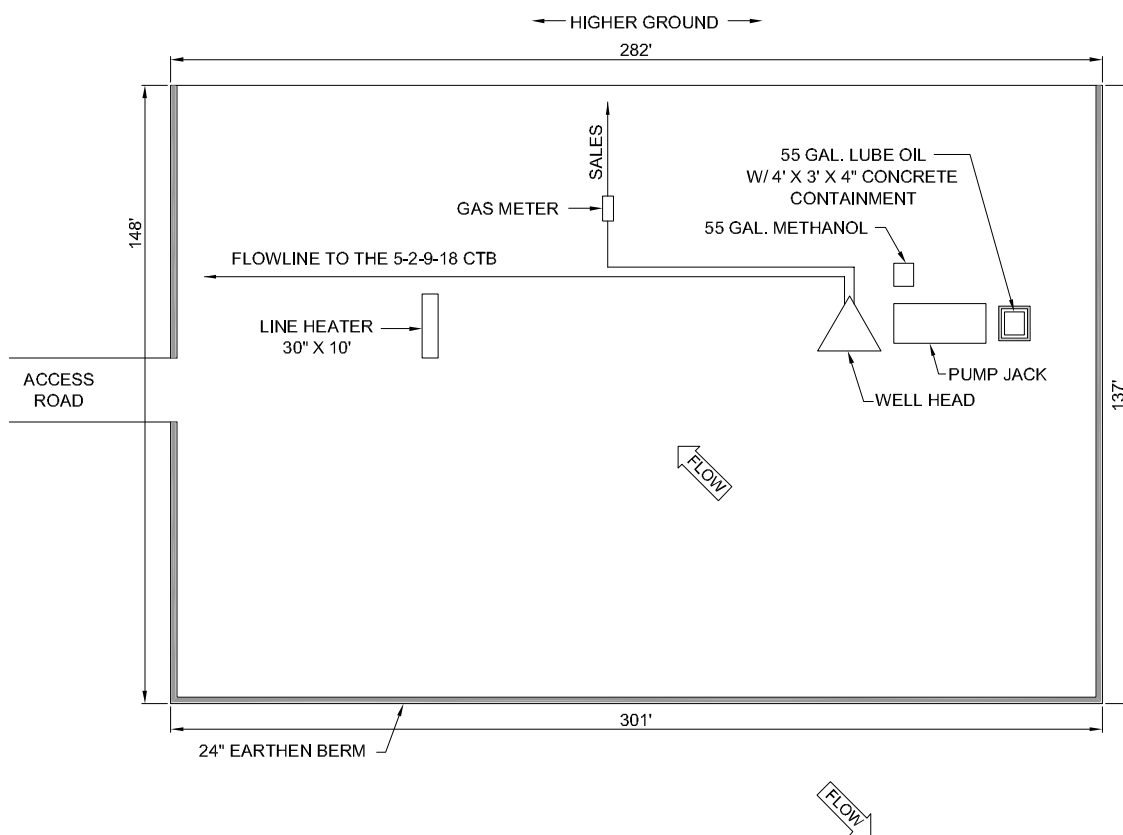 HIGHER GROUND
282'
148'
SALES
55 GAL. LUBE OIL
W/ 4' X 3' X 4" CONCRETE
CONTAINMENT
GAS METER
55 GAL. METHANOL
FLOWLINE TO THE 5-2-9-18 CTB
LINE HEATER
30" X 10'
ACCESS
ROAD
PUMP JACK
WELL HEAD
137'
FLOW
301'
24" EARTHEN BERM
FLOW